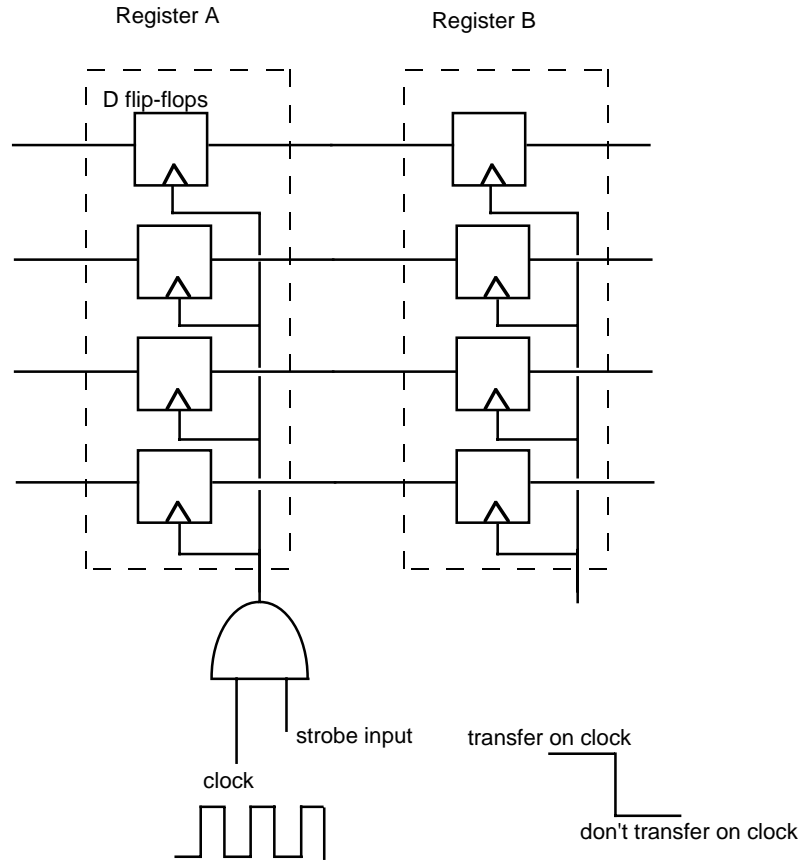 Register A
Register B
D flip-flops
strobe input
clock
transfer on clock
don't transfer on clock